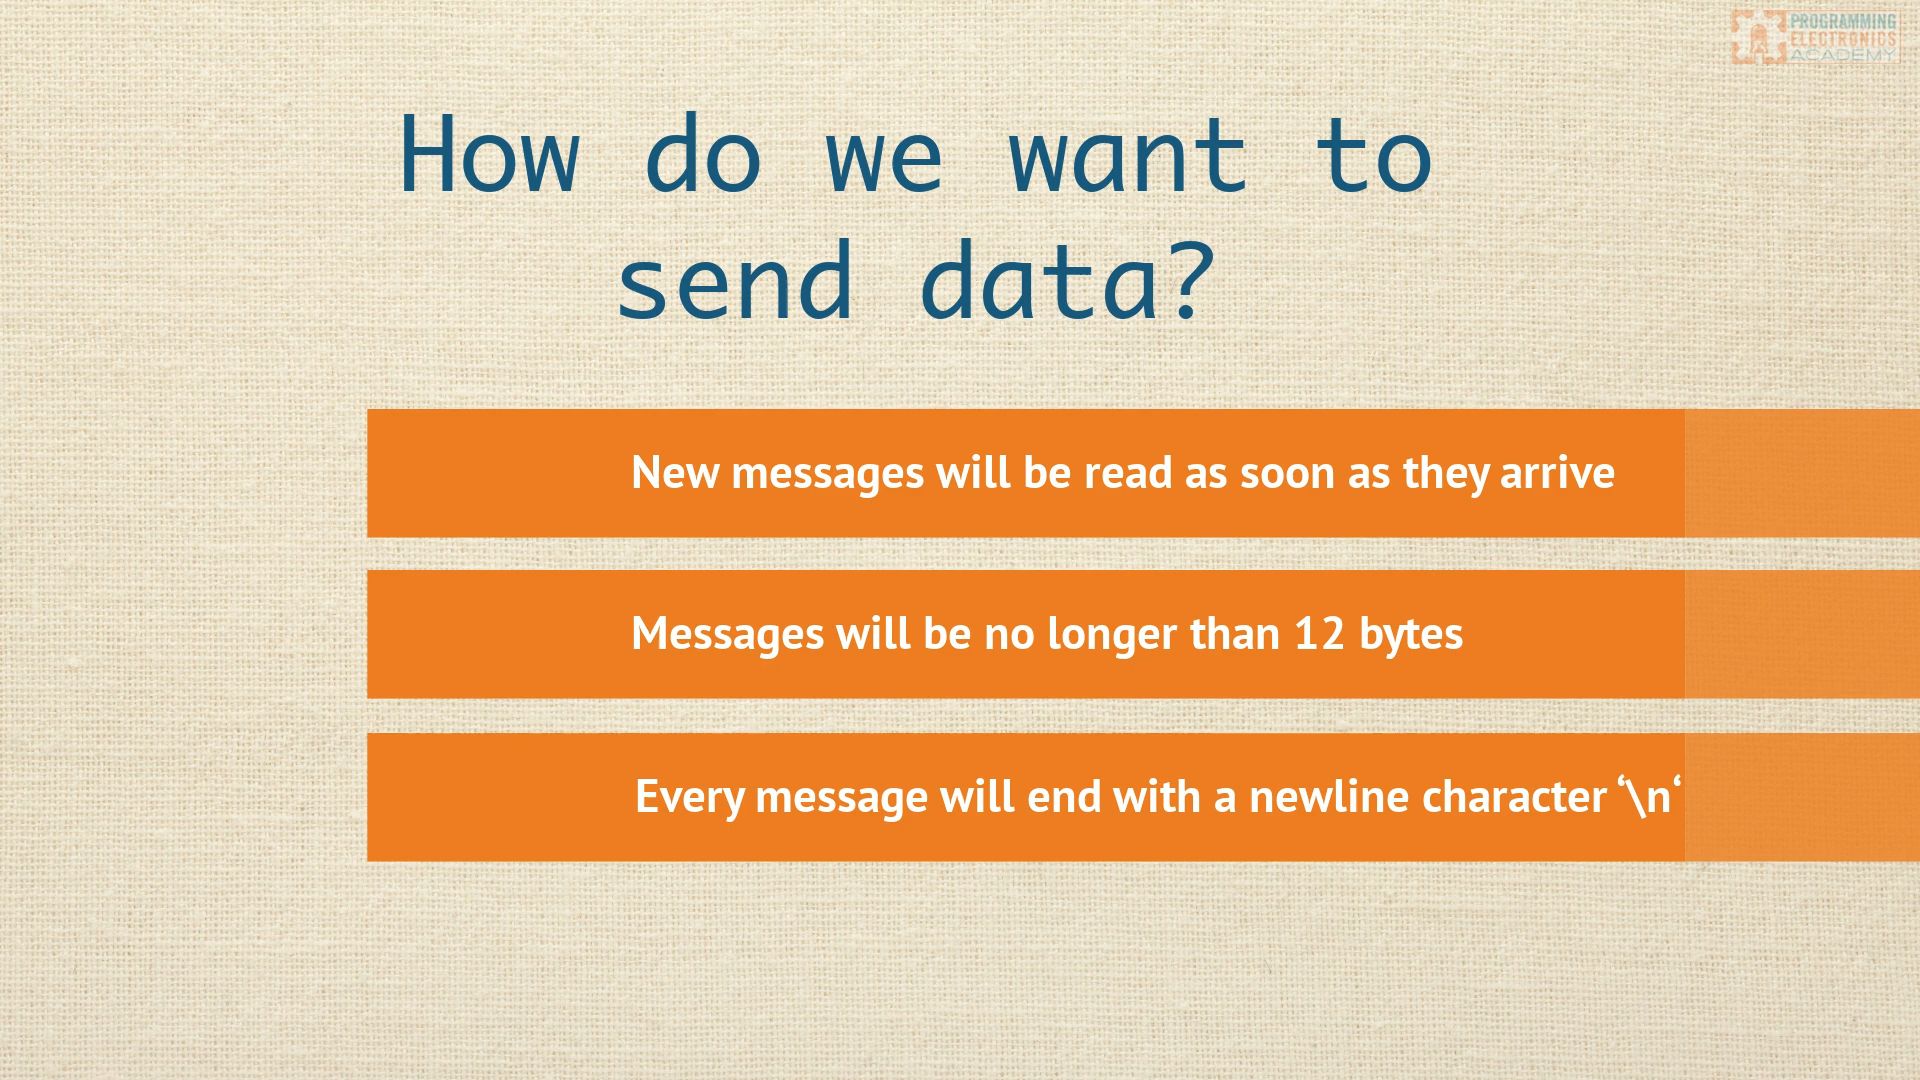 PROGRAMMING
ELECTRONICS
ACADEMY
How do we want to
send data?
New messages will be read as soon as they arrive
Messages will be no longer than 12 bytes
Every message will end with a newline character ‘\n‘